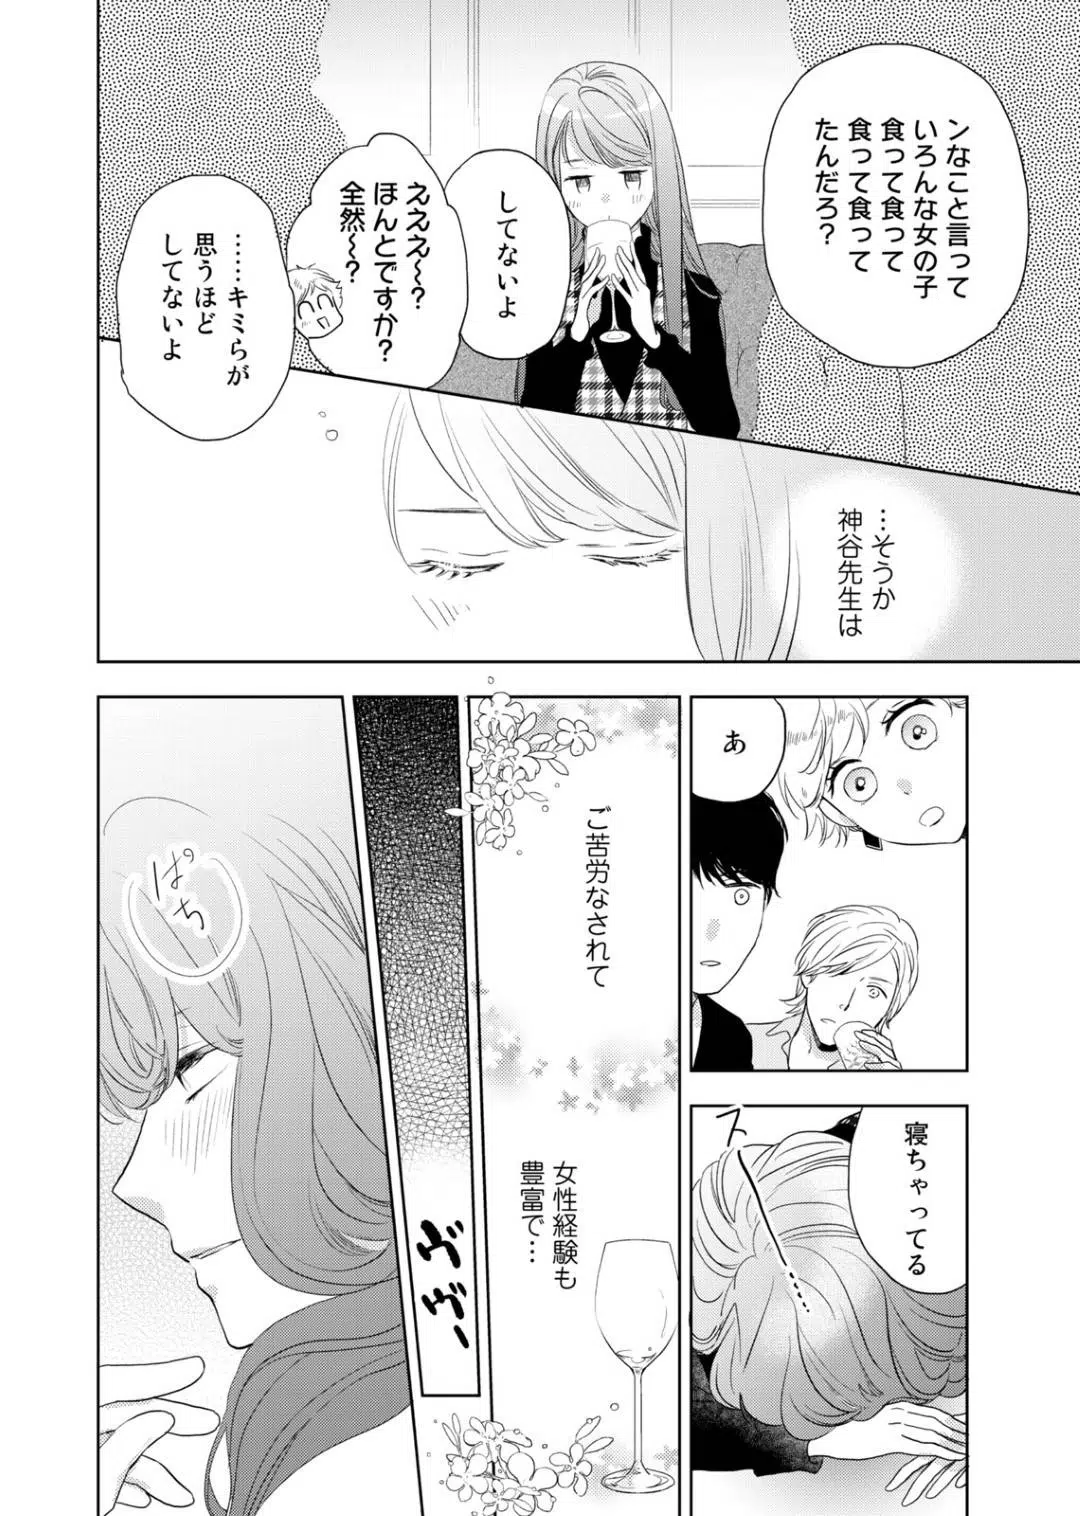 ンなこと言って
いろんな女の子
食って食って
食って食って
たんだろ？
してないよ
えええ〜？
ほんとですか？
全然〜？
……キミらが
思うほど
してないよ
…そうか
神谷先生は
あ
寝ちゃってる
ス……
ご苦労なされて
女性経験も
豊富で…
ヴ
ヴー
ぱち